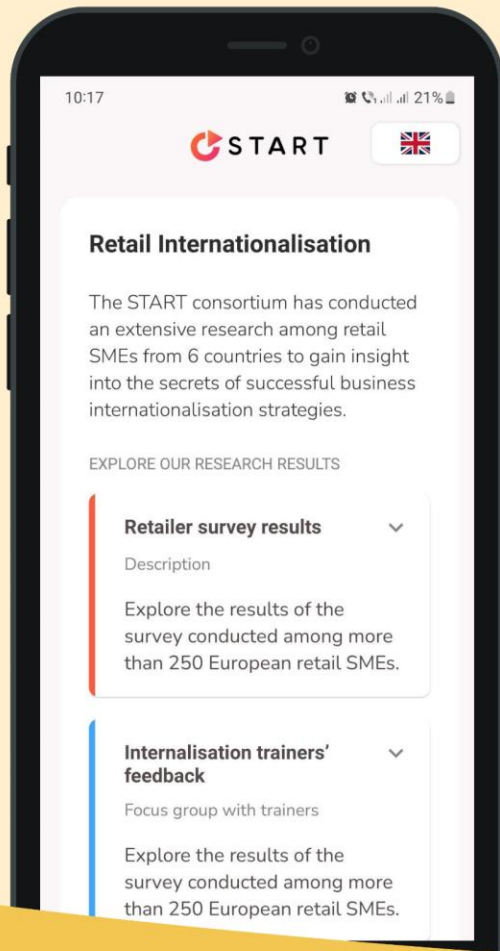 10:17
21%
START
Retail Internationalisation
The START consortium has conducted
an extensive research among retail
SMEs from 6 countries to gain insight
into the secrets of successful business
internationalisation strategies.
EXPLORE OUR RESEARCH RESULTS
Retailer survey results
Description
Explore the results of the
survey conducted among more
than 250 European retail SMEs.
Internalisation trainers’
feedback
Focus group with trainers
Explore the results of the
survey conducted among more
than 250 European retail SMEs.